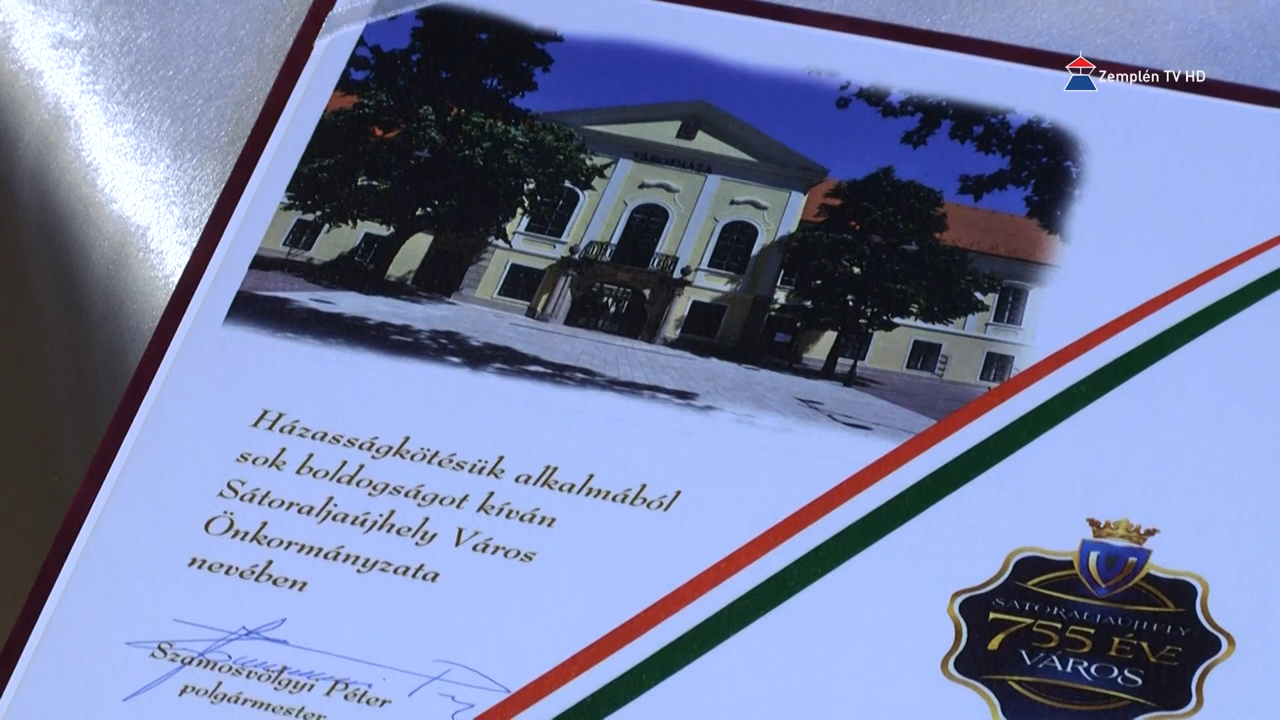 Zemplén TV HD
VÁROSHÁZA
Házasságkötésük alkalmából
sok boldogságot kíván
Sátoraljaújhely Város
Önkormányzata
nevében
Szamosvölgyi Péter
polgármester
SÁTORALJAÚJHELY
755 ÉVE
VÁROS